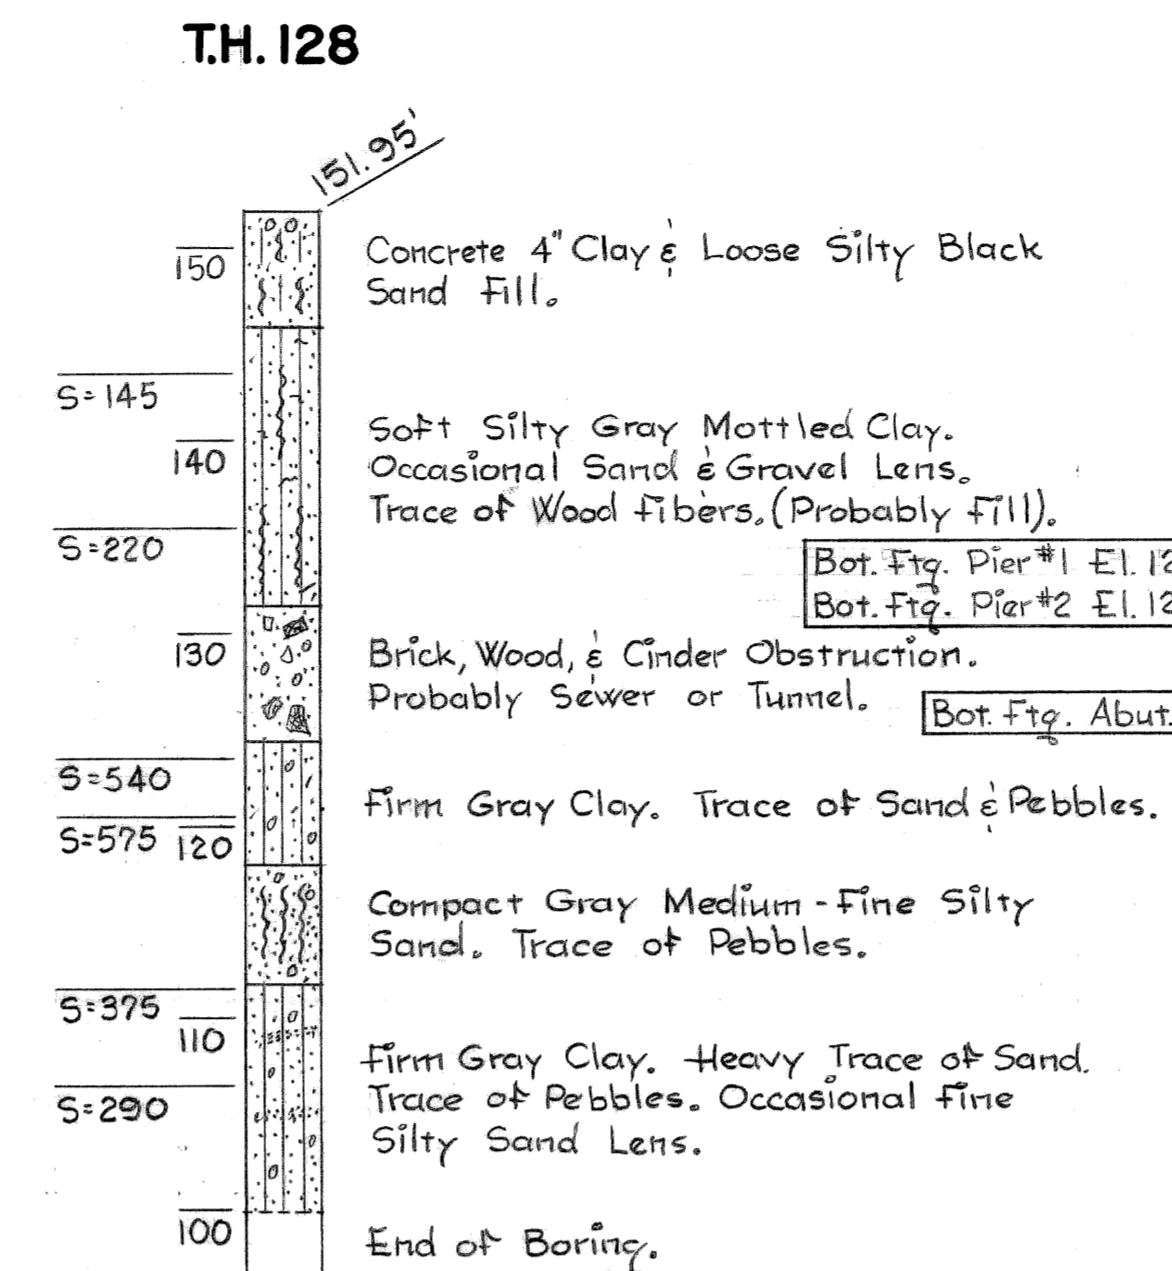 T.H. 128
151.95'
150
Concrete 4" Clay & Loose Silty Black
Sand Fill.
S=145
140
Soft Silty Gray Mottled Clay.
Occasional Sand & Gravel Lens.
Trace of Wood Fibers. (Probably Fill).
S=220
Bot. Ftg. Pier #1 El. 12
Bot. Ftg. Pier #2 El. 12
130
Brick, Wood, & Cinder Obstruction.
Probably Sewer or Tunnel.
Bot. Ftg. Abut.
S=540
Firm Gray Clay. Trace of Sand & Pebbles.
S=575
120
Compact Gray Medium-Fine Silty
Sand. Trace of Pebbles.
S=375
110
Firm Gray Clay. Heavy Trace of Sand.
Trace of Pebbles. Occasional Fine
Silty Sand Lens.
S=290
100
End of Boring.